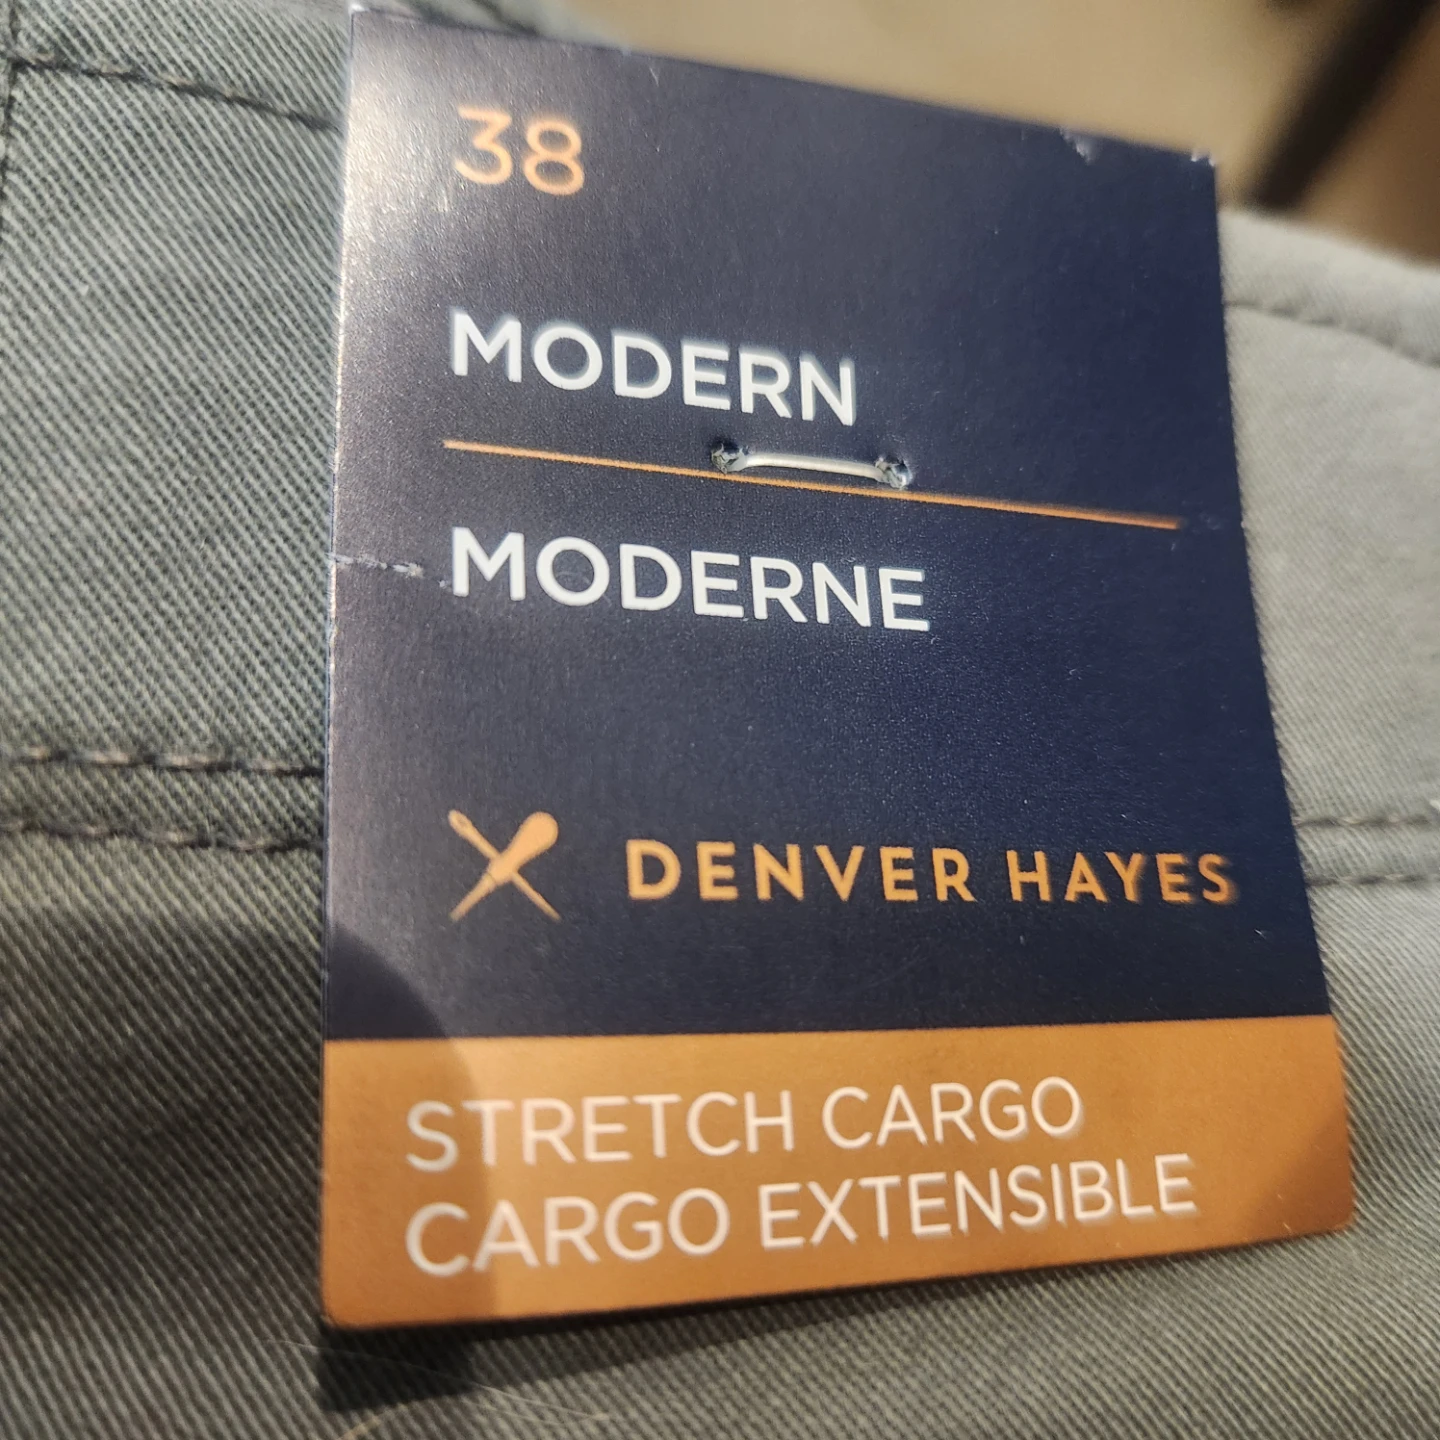 38
MODERN
MODERNE
DENVER HAYES
STRETCH CARGO
CARGO EXTENSIBLE